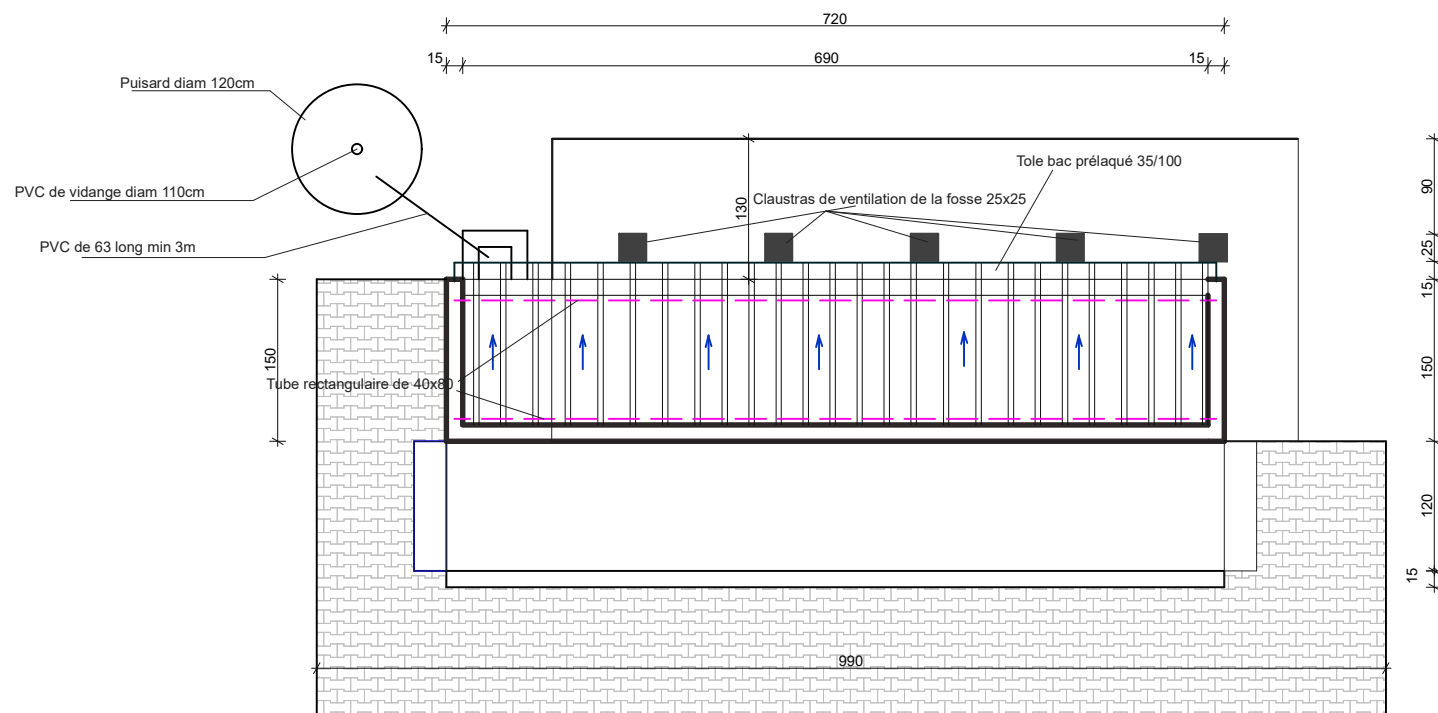 720
15
690
15
Puisard diam 120cm
Tole bac prélaqué 35/100
PVC de vidange diam 110cm
Claustras de ventilation de la fosse 25x25
130
90
PVC de 63 long min 3m
25
15
150
150
Tube rectangulaire de 40x80
120
15
990